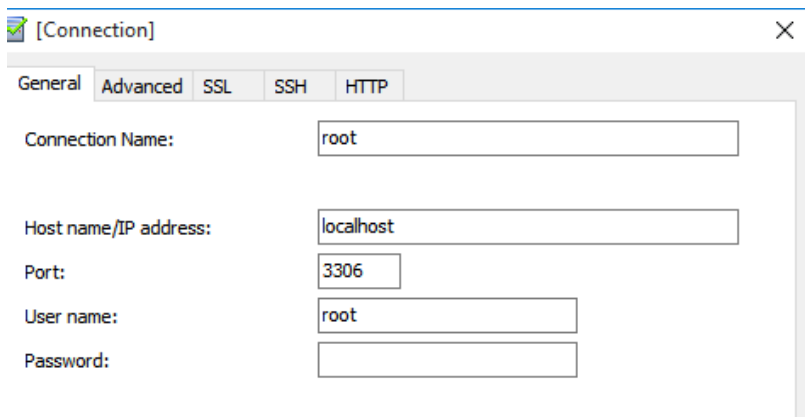 [Connection]
General Advanced SSL SSH HTTP
Connection Name: root
Host name/IP address: localhost
Port: 3306
User name: root
Password: